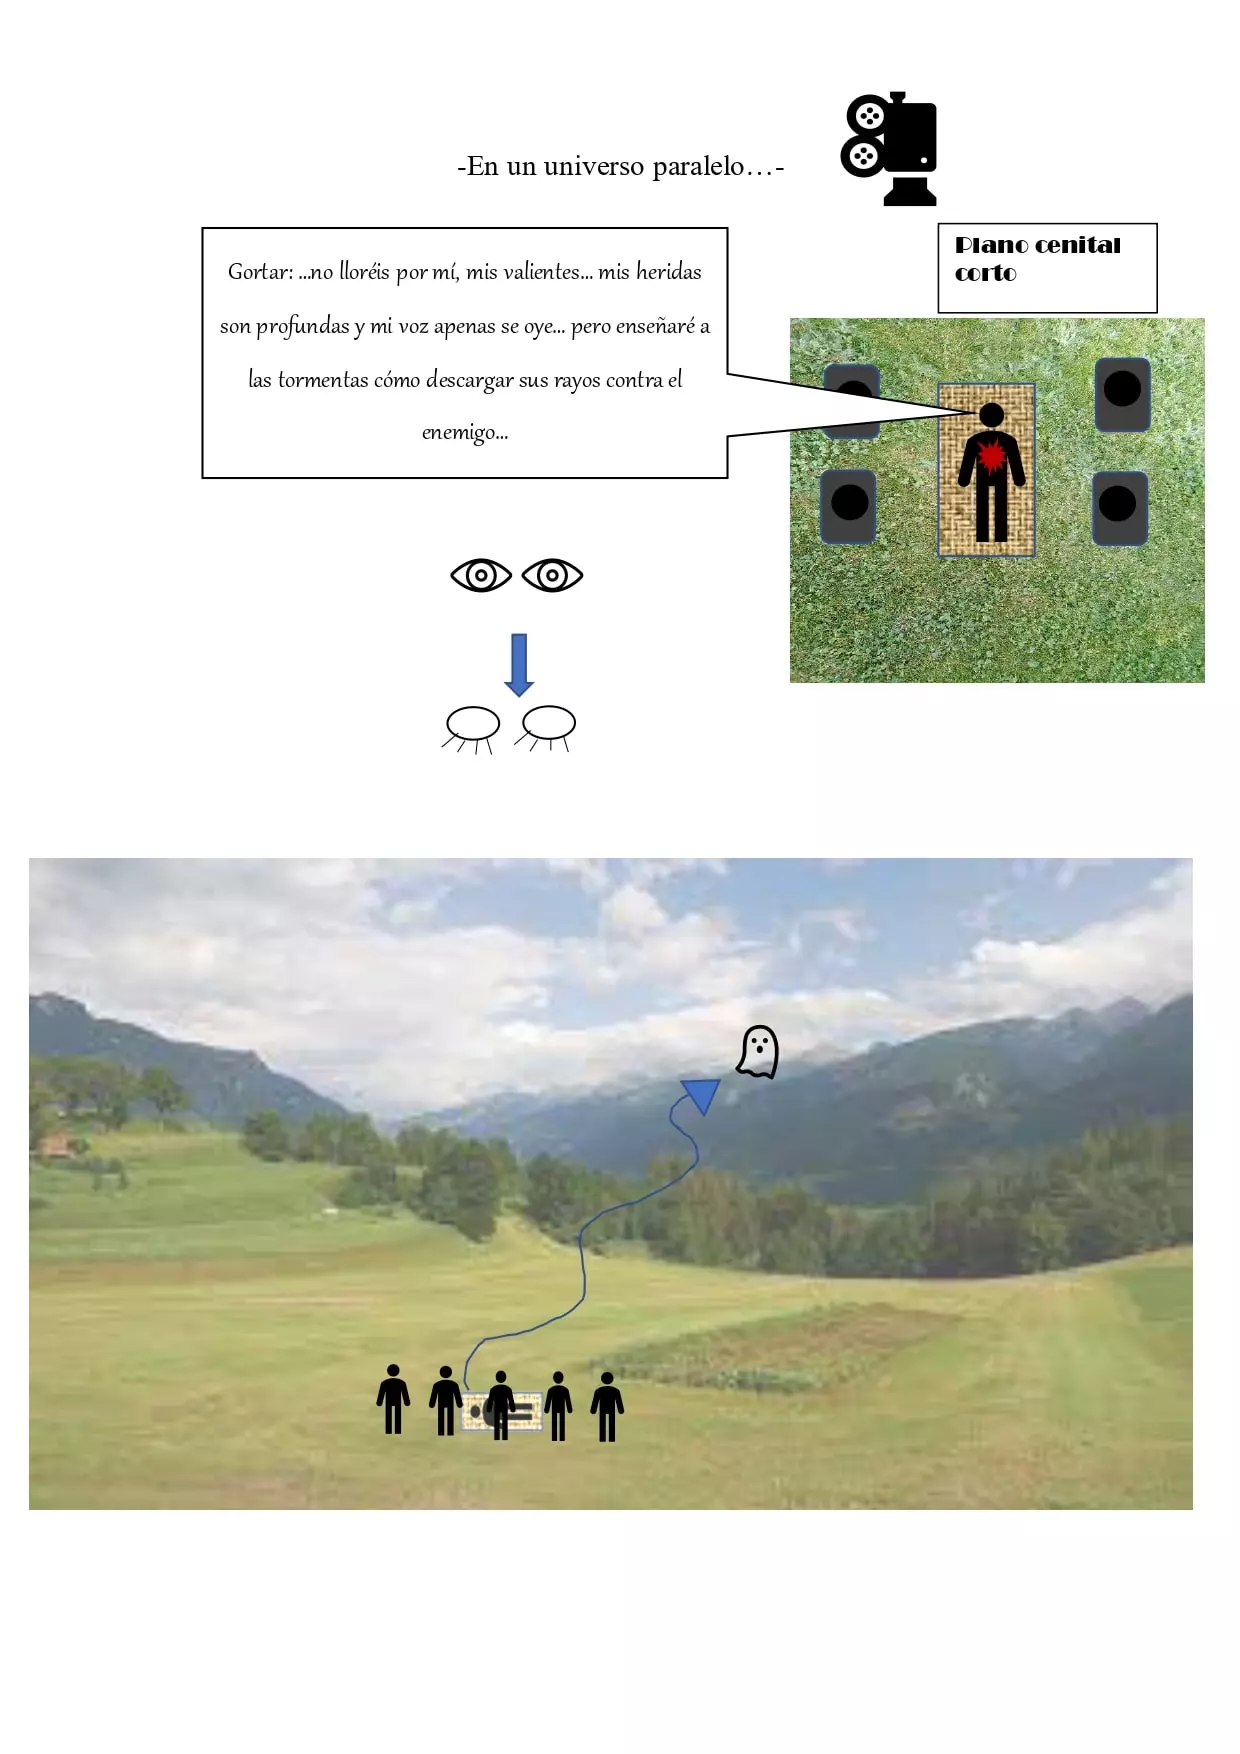 -En un universo paralelo…-
Plano cenital
corto
Gortar: …no lloréis por mí, mis valientes… mis heridas
son profundas y mi voz apenas se oye… pero enseñaré a
las tormentas cómo descargar sus rayos contra el
enemigo…